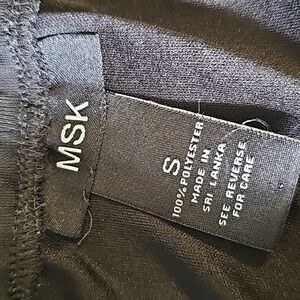 MSK
S
100% POLYESTER
MADE IN
SRI LANKA
SEE REVERSE
FOR CARE